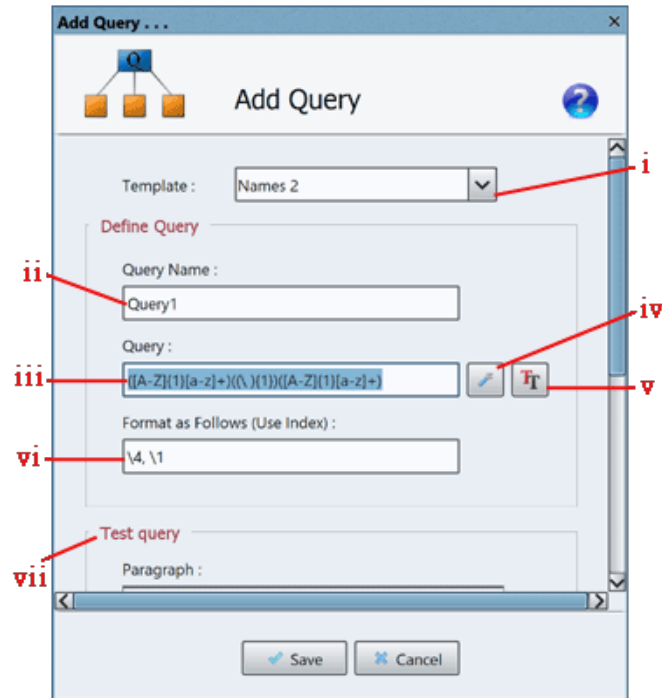 Add Query . . .
Q
Add Query
?
i
Template :
Names 2
Define Query
ii
Query Name :
iv
Query1
Query :
iii
([A-Z]{1}[a-z]+)((\ ){1})([A-Z]{1}[a-z]+)
TT
v
Format as Follows (Use Index) :
vi
\4, \1
Test query
vii
Paragraph :
Save
Cancel